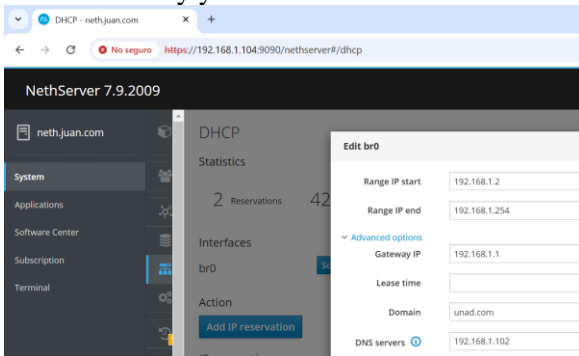 DHCP - neth.juan.com
No seguro https://192.168.1.104:9090/nethserver#/dhcp
NethServer 7.9.2009
neth.juan.com
System
Applications
Software Center
Subscription
Terminal
DHCP
Statistics
2 Reservations 42
Interfaces
br0
Action
Add IP reservation
Edit br0
Range IP start 192.168.1.2
Range IP end 192.168.1.254
Advanced options
Gateway IP 192.168.1.1
Lease time
Domain unad.com
DNS servers 192.168.1.102